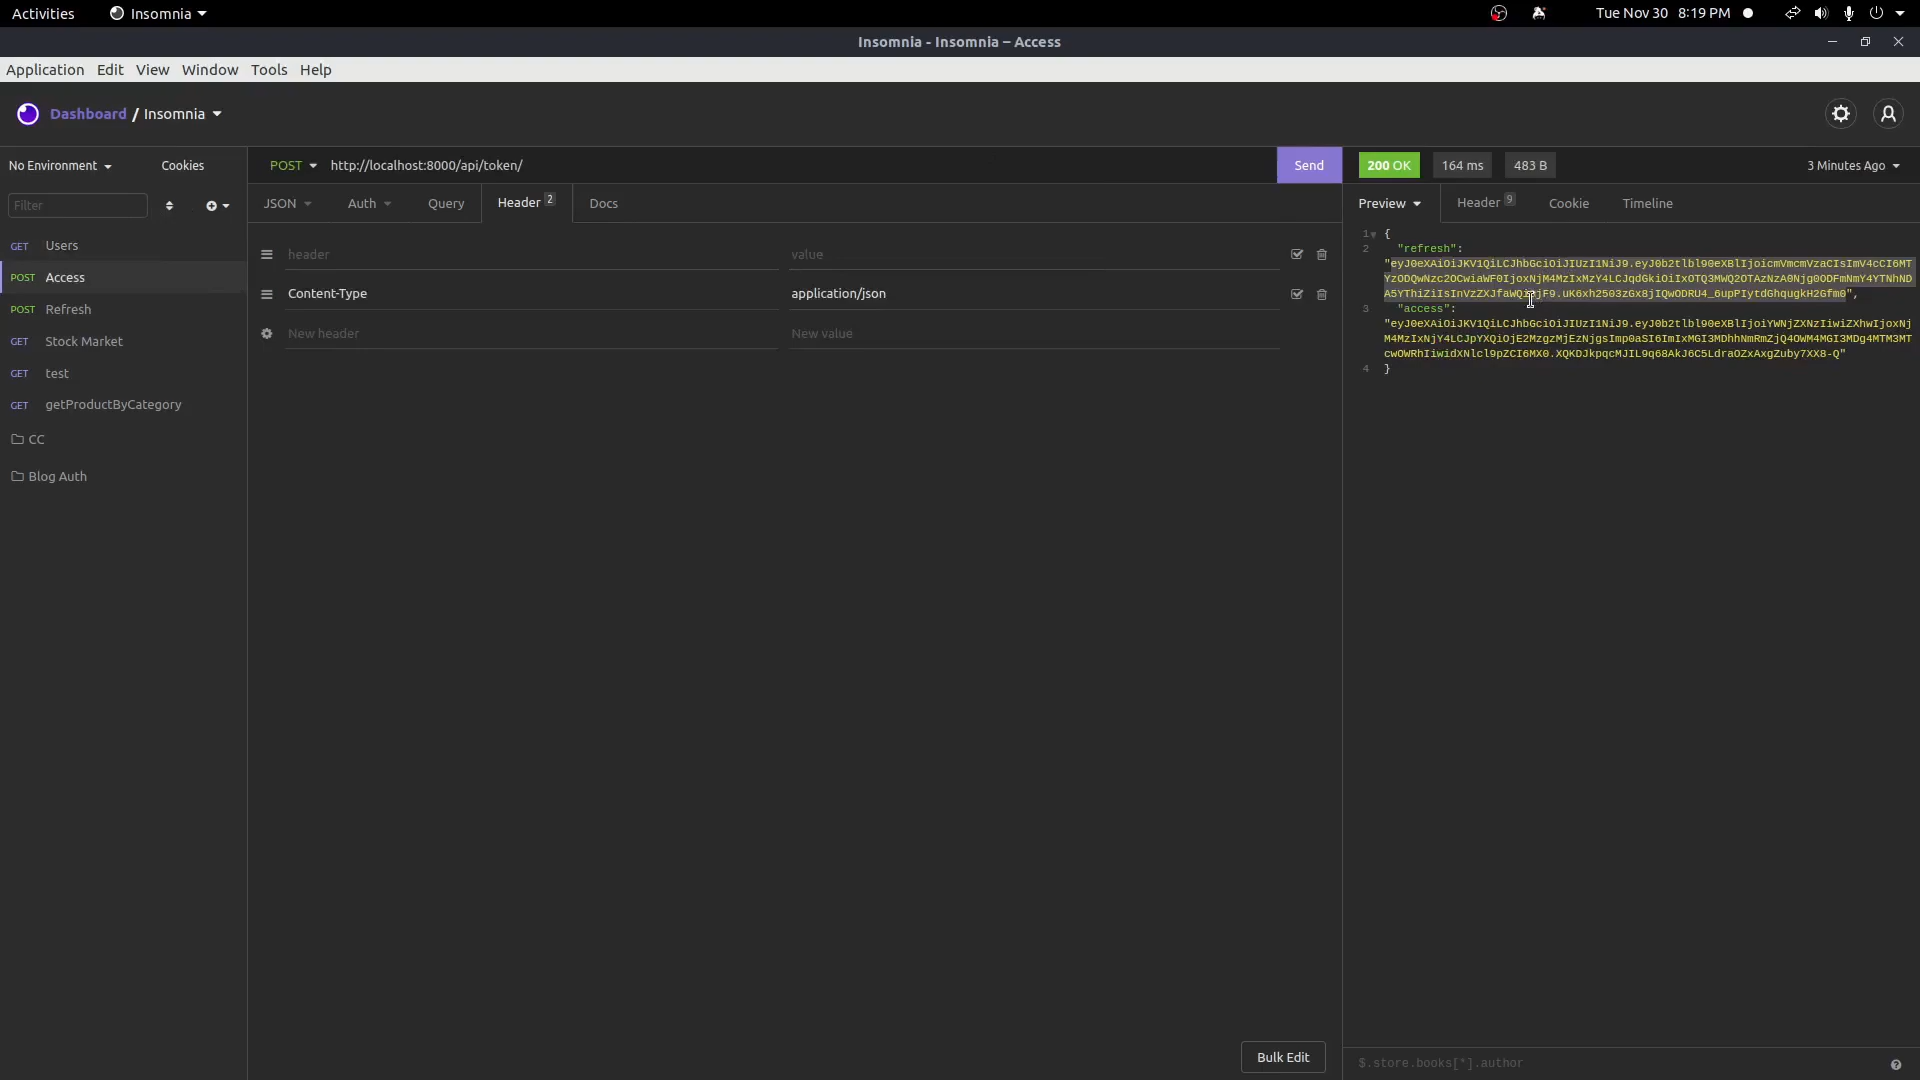 Activities Insomnia Tue Nov 30 8:19 PM
Insomnia - Insomnia – Access
Application Edit View Window Tools Help
Dashboard / Insomnia
No Environment Cookies
POST http://localhost:8000/api/token/ Send
200 OK 164 ms 483 B 3 Minutes Ago
Filter
JSON Auth Query Header 2 Docs
Preview Header 9 Cookie Timeline
GET Users
POST Access
POST Refresh
GET Stock Market
GET test
GET getProductByCategory
CC
Blog Auth
header value
Content-Type application/json
New header New value
Bulk Edit
1 {
2 "refresh":
3 "access":
4 }
$.store.books[*].author